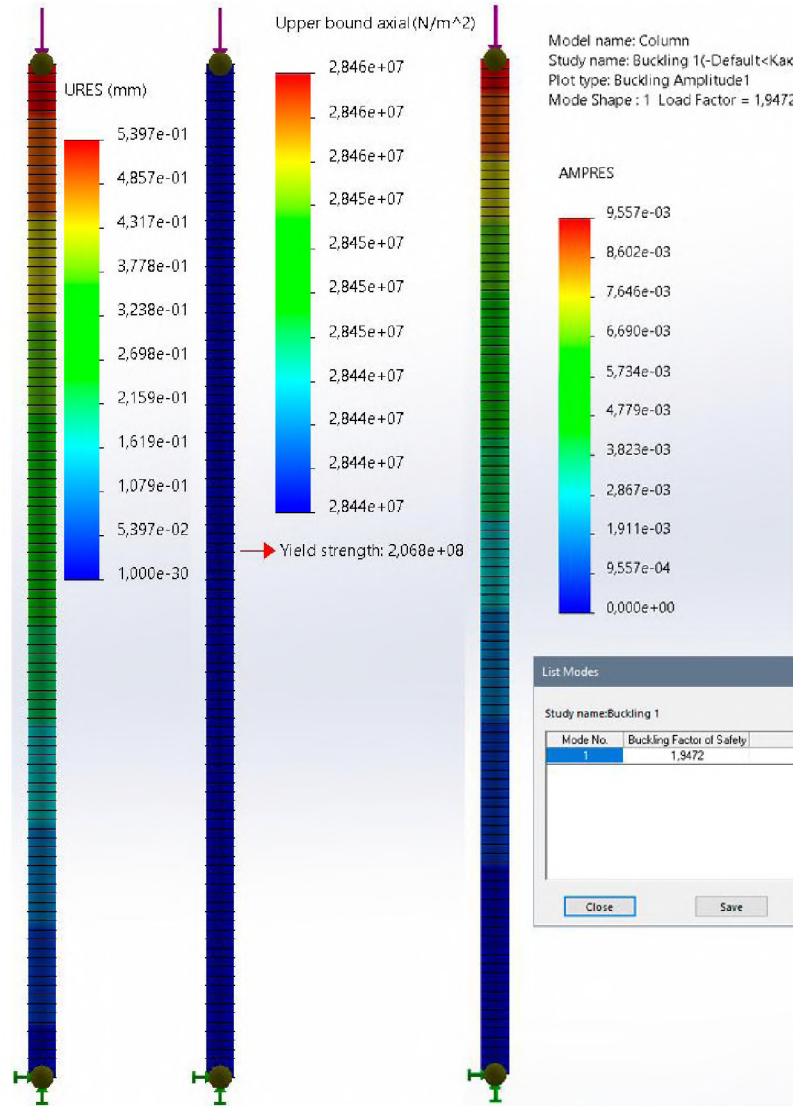 URES (mm)
5,397e-01
4,857e-01
4,317e-01
3,778e-01
3,238e-01
2,698e-01
2,159e-01
1,619e-01
1,079e-01
5,397e-02
1,000e-30
Upper bound axial (N/m^2)
2,846e+07
2,846e+07
2,846e+07
2,845e+07
2,845e+07
2,845e+07
2,844e+07
2,844e+07
2,844e+07
2,844e+07
Yield strength: 2,068e+08
Model name: Column
Study name: Buckling 1(-Default<Как
Plot type: Buckling Amplitude1
Mode Shape : 1 Load Factor = 1,9472
AMPRES
9,557e-03
8,602e-03
7,646e-03
6,690e-03
5,734e-03
4,779e-03
3,823e-03
2,867e-03
1,911e-03
9,557e-04
0,000e+00
List Modes
Study name:Buckling 1
Mode No. Buckling Factor of Safety
1 1,9472
Close Save